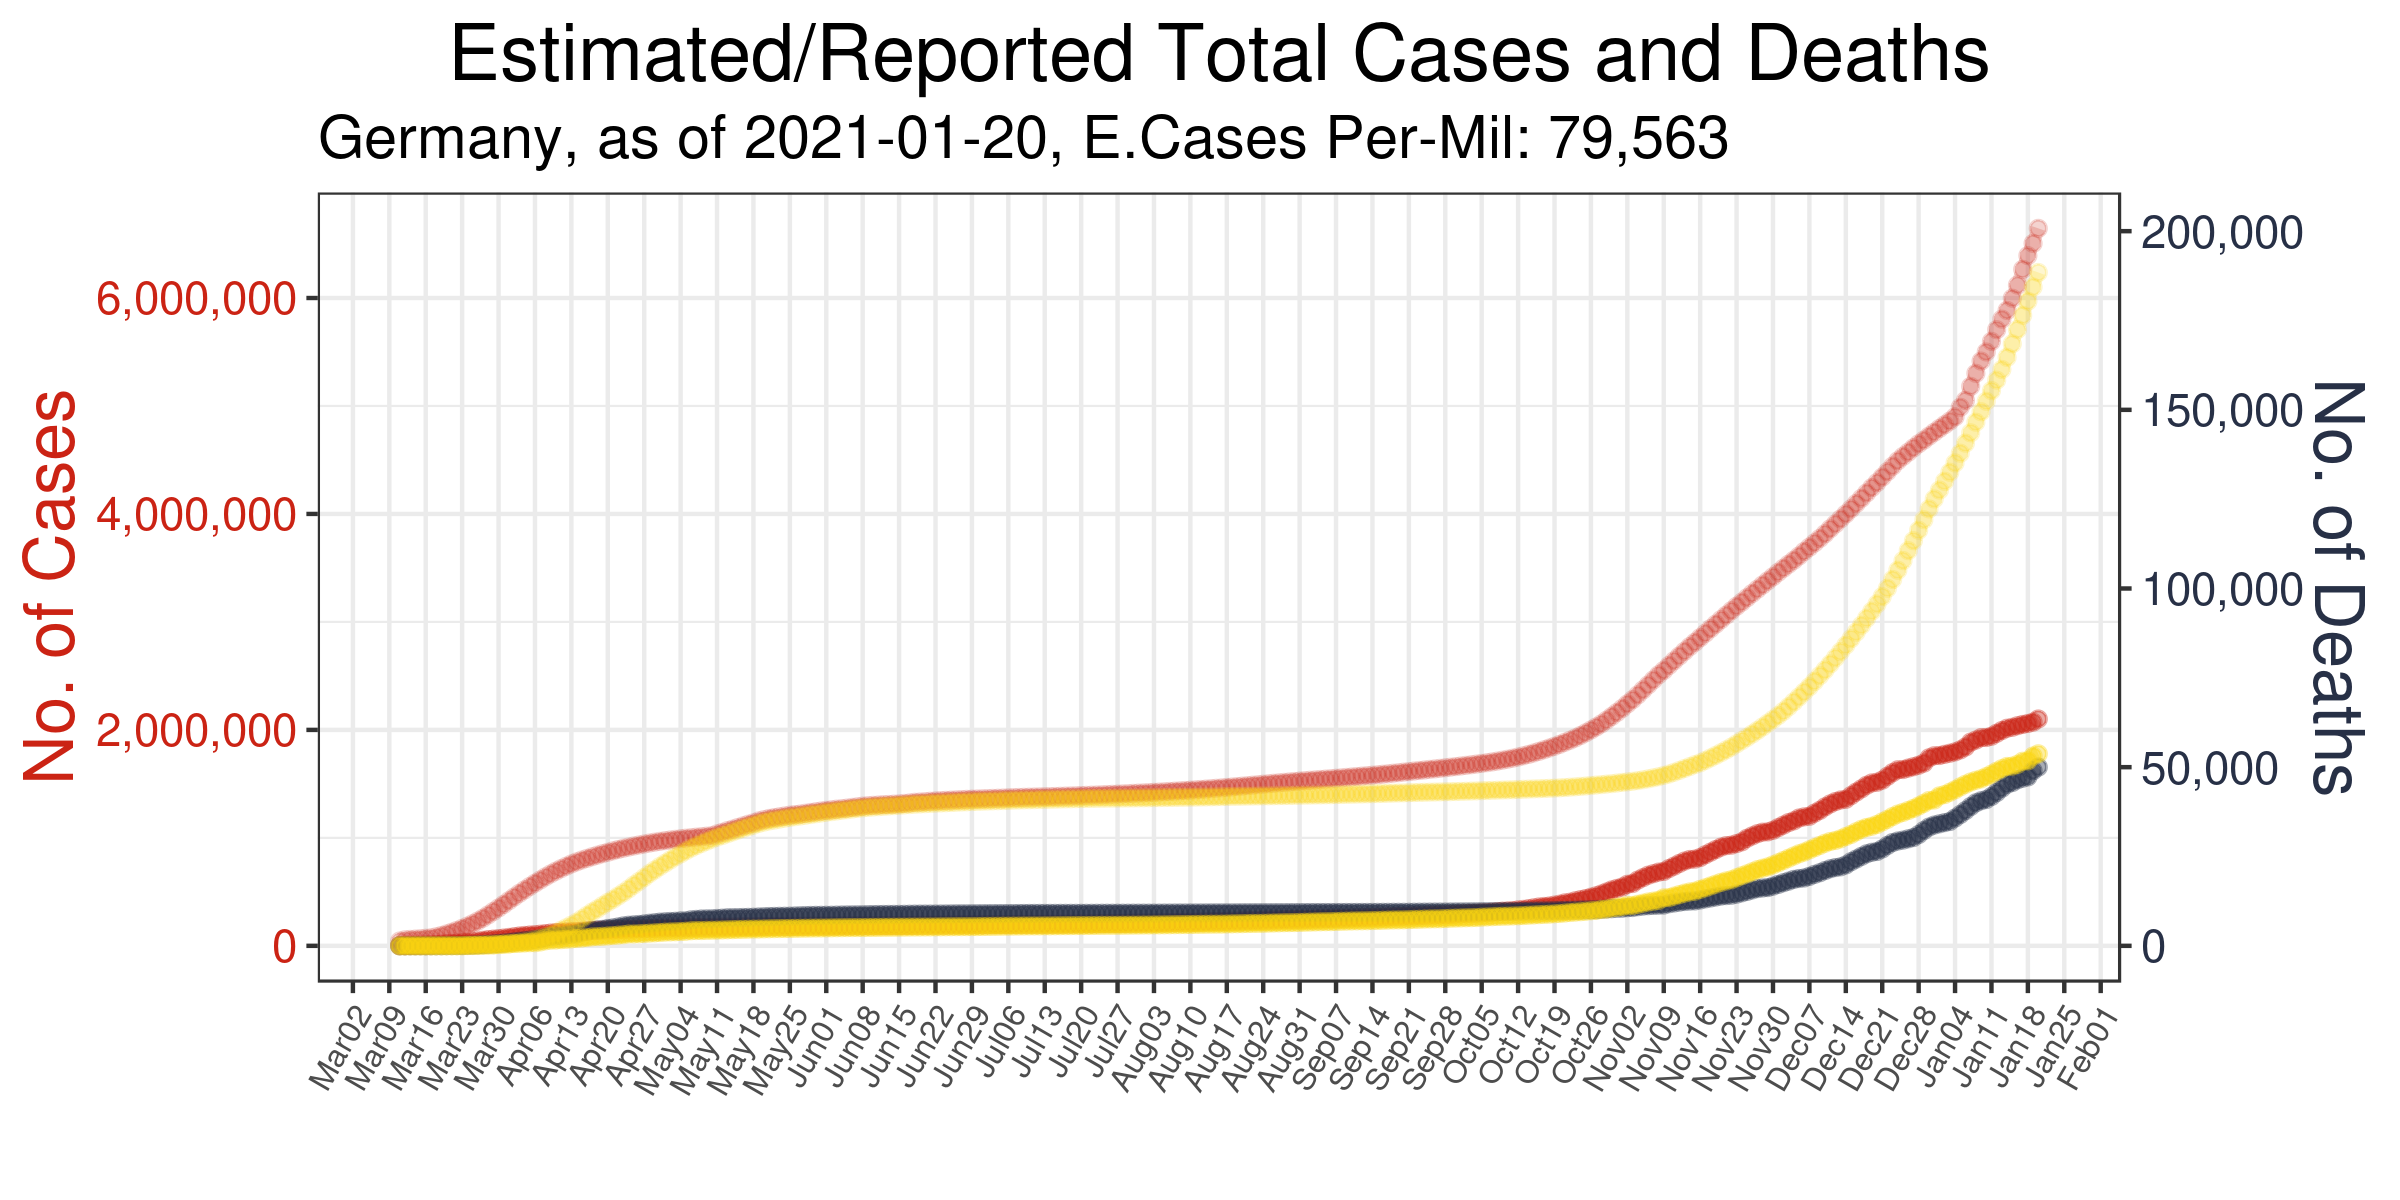 Estimated/Reported Total Cases and Deaths
Germany, as of 2021-01-20, E.Cases Per-Mil: 79,563
No. of Cases
6,000,000
4,000,000
2,000,000
0
200,000
150,000
100,000
50,000
0
No. of Deaths
Mar02
Mar09
Mar16
Mar23
Mar30
Apr06
Apr13
Apr20
Apr27
May04
May11
May18
May25
Jun01
Jun08
Jun15
Jun22
Jun29
Jul06
Jul13
Jul20
Jul27
Aug03
Aug10
Aug17
Aug24
Aug31
Sep07
Sep14
Sep21
Sep28
Oct05
Oct12
Oct19
Oct26
Nov02
Nov09
Nov16
Nov23
Nov30
Dec07
Dec14
Dec21
Dec28
Jan04
Jan11
Jan18
Jan25
Feb01